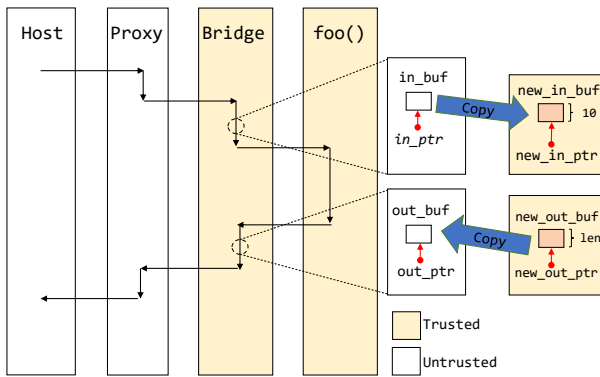 Host
Proxy
Bridge
foo()
in_buf
in_ptr
Copy
new_in_buf
10
new_in_ptr
out_buf
out_ptr
Copy
new_out_buf
len
new_out_ptr
Trusted
Untrusted